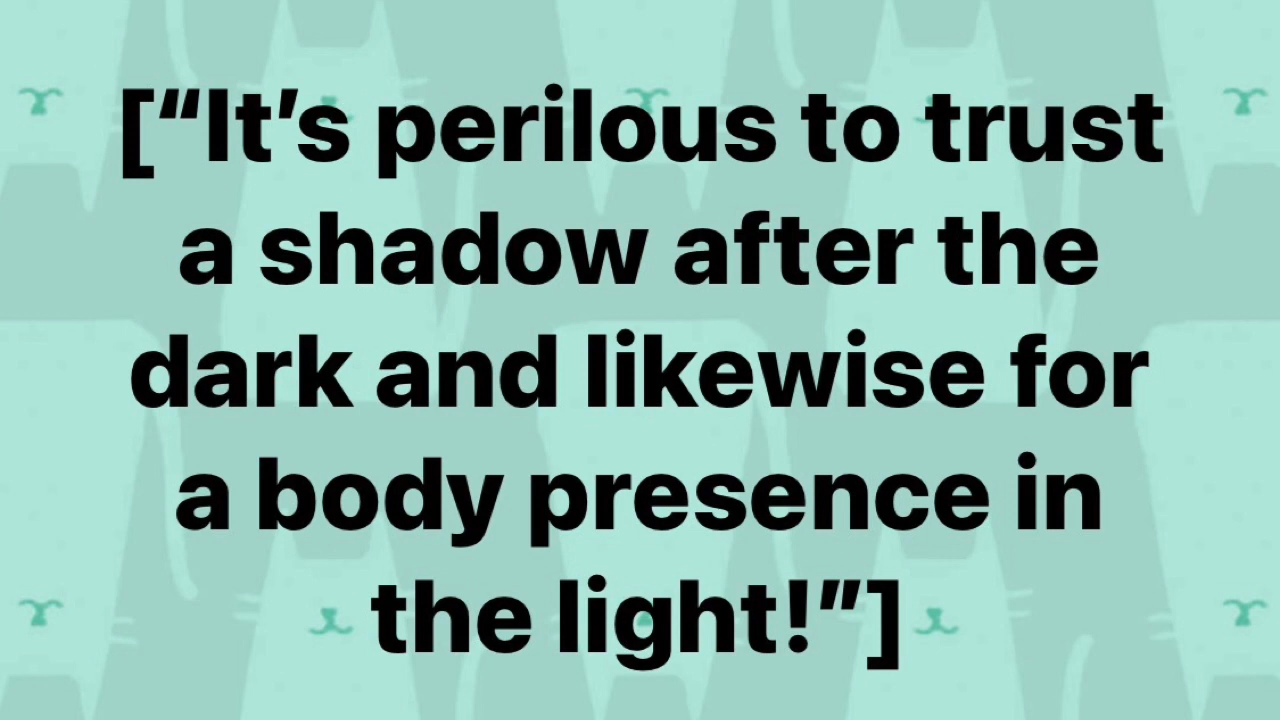 [“It’s perilous to trust
a shadow after the
dark and likewise for
a body presence in
the light!”]